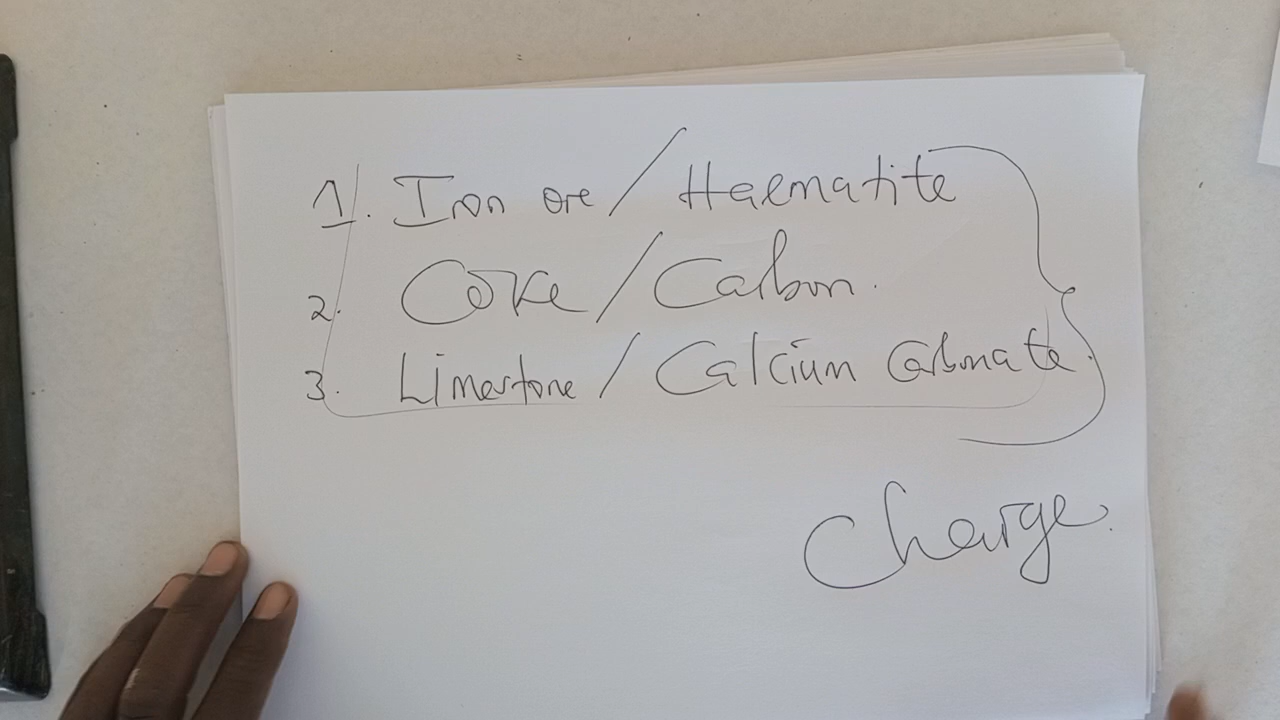 1. Iron ore / Haematite
2. Coke / Carbon.
3. Limestone / Calcium Carbonate.
Charge.